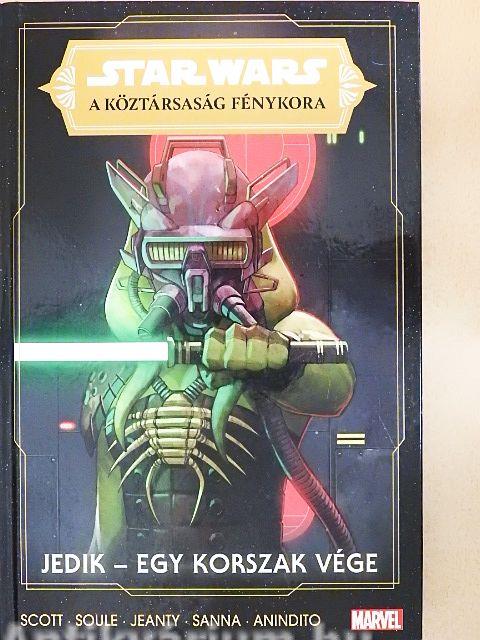 STAR WARS
A KÖZTÁRSASÁG FÉNYKORA
JEDIK – EGY KORSZAK VÉGE
SCOTT · SOULE · JEANTY · SANNA · ANINDITO
MARVEL